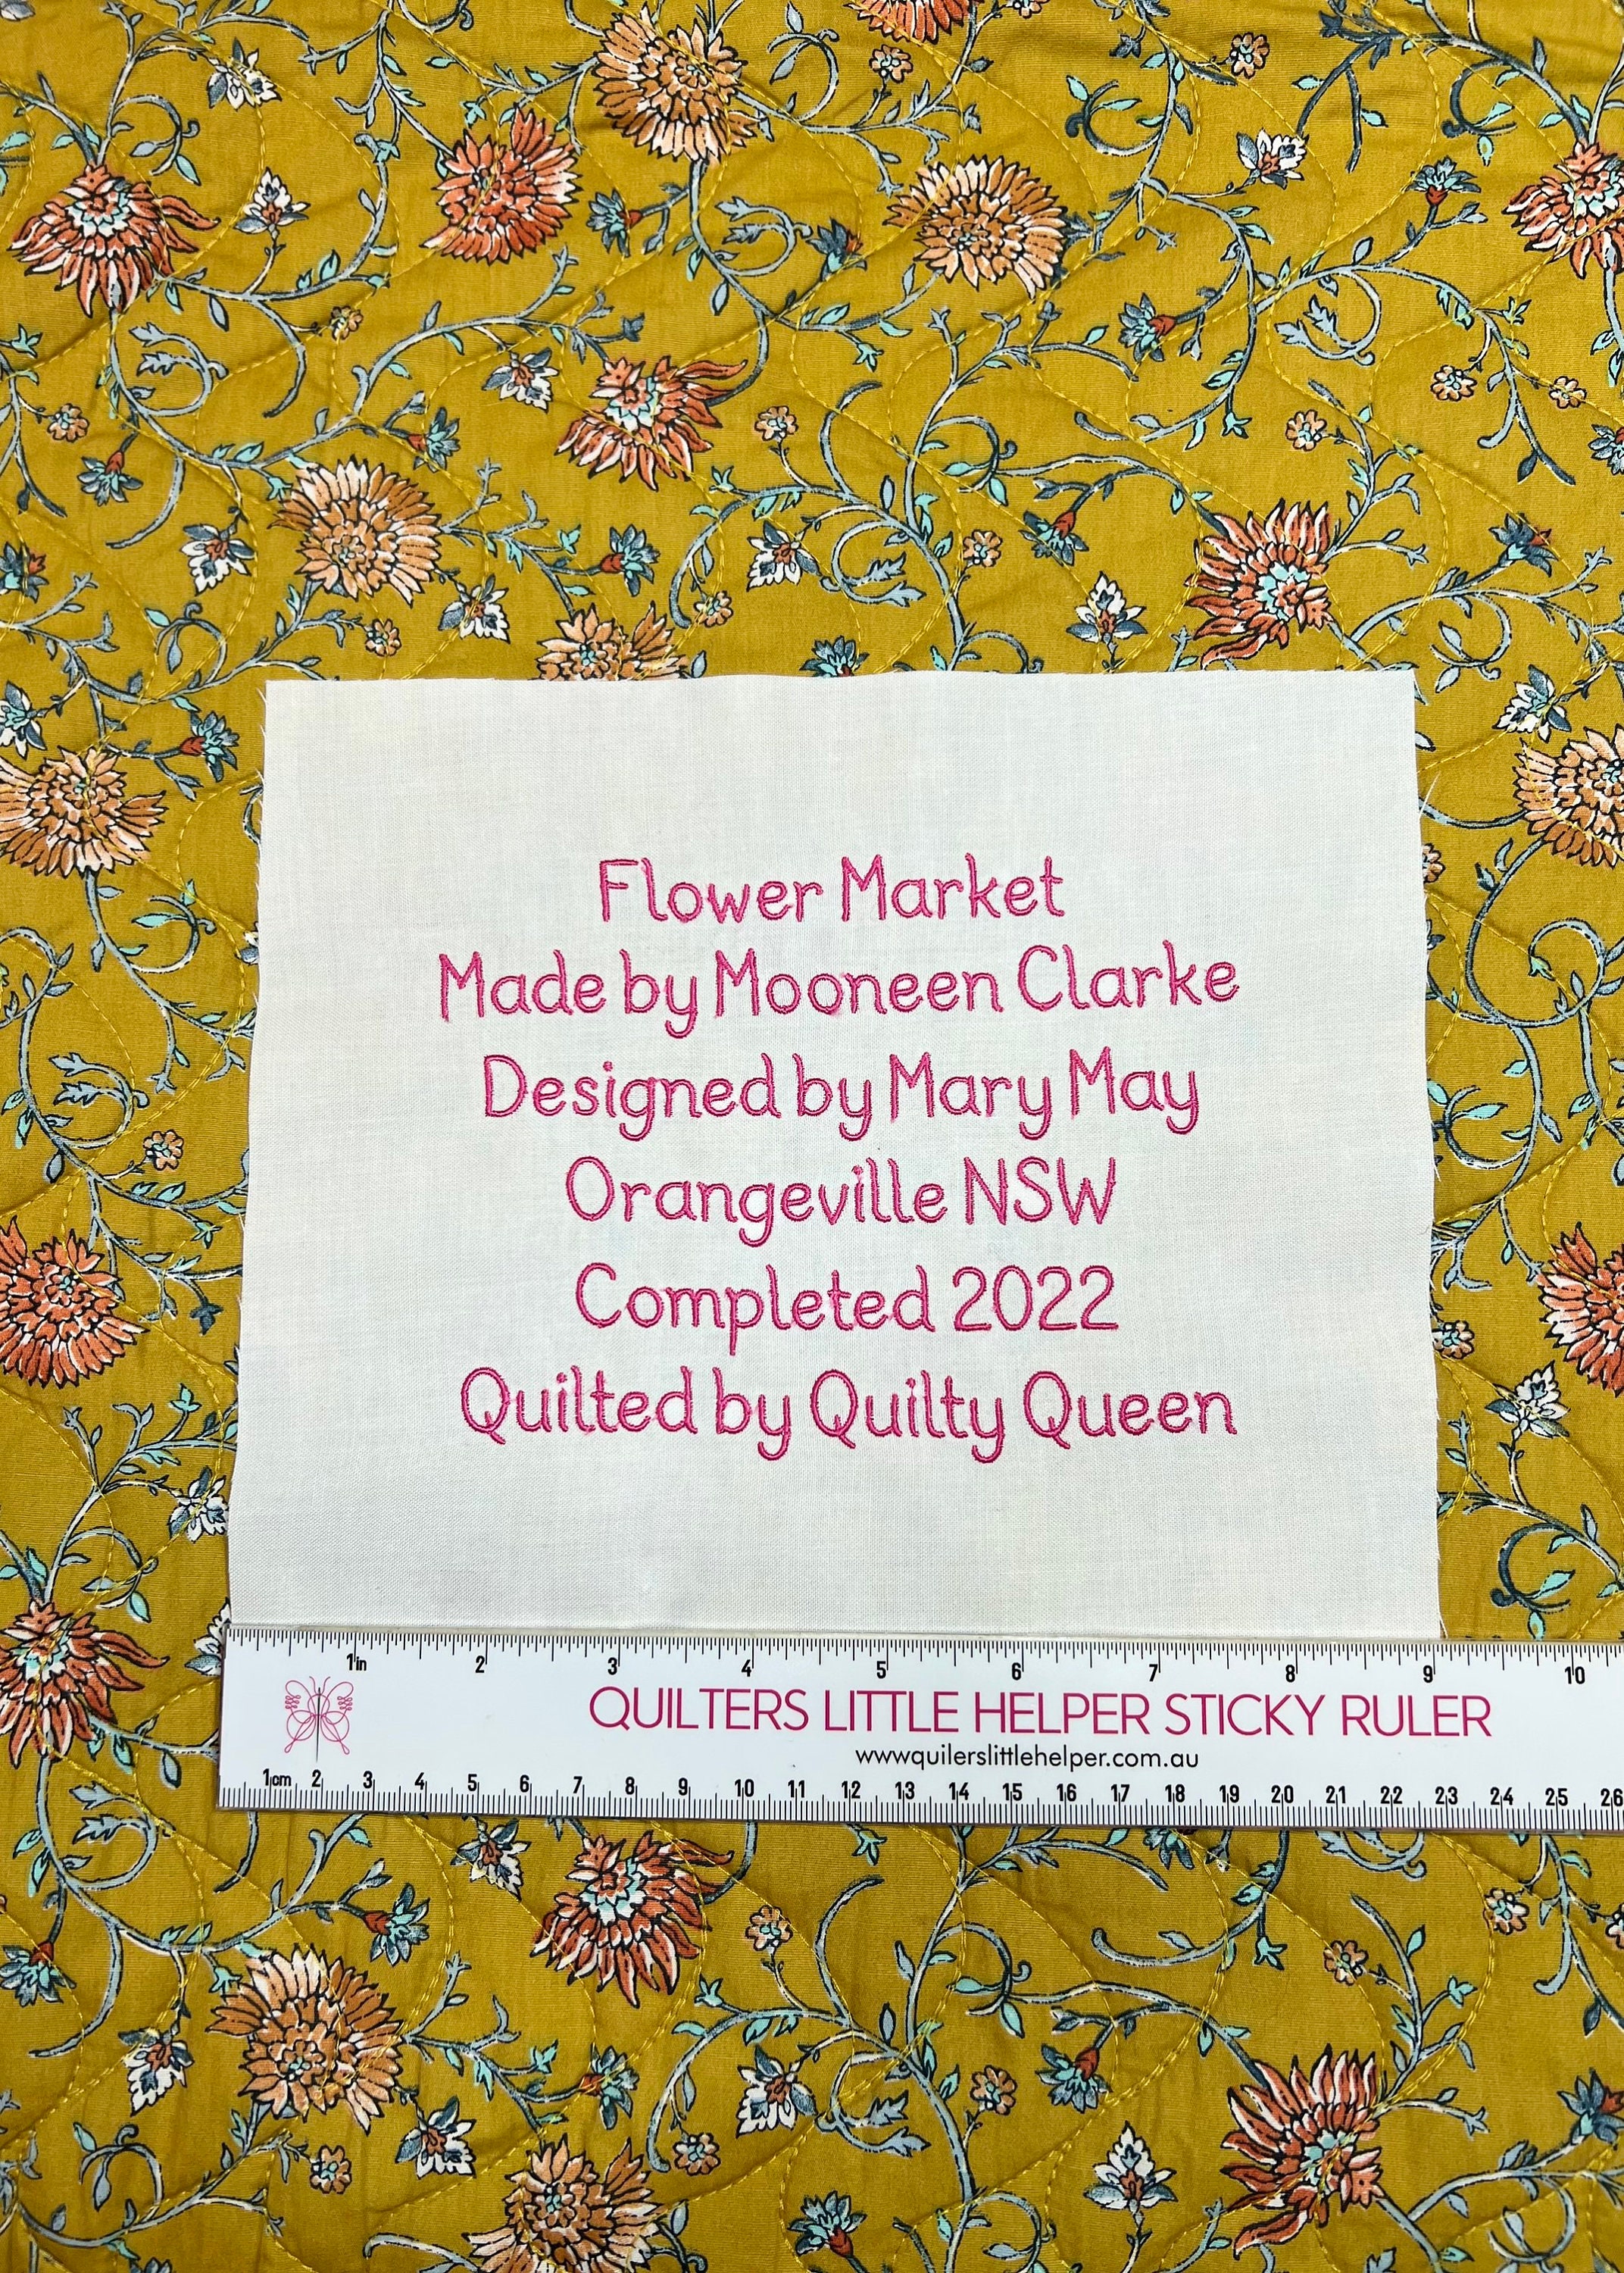 Flower Market
Made by Mooneen Clarke
Designed by Mary May
Orangeville NSW
Completed 2022
Quilted by Quilty Queen
1in 2 3 4 5 6 7 8 9 10
QUILTERS LITTLE HELPER STICKY RULER
www.quilerslittlehelper.com.au
1cm 2 3 4 5 6 7 8 9 10 11 12 13 14 15 16 17 18 19 20 21 22 23 24 25 26